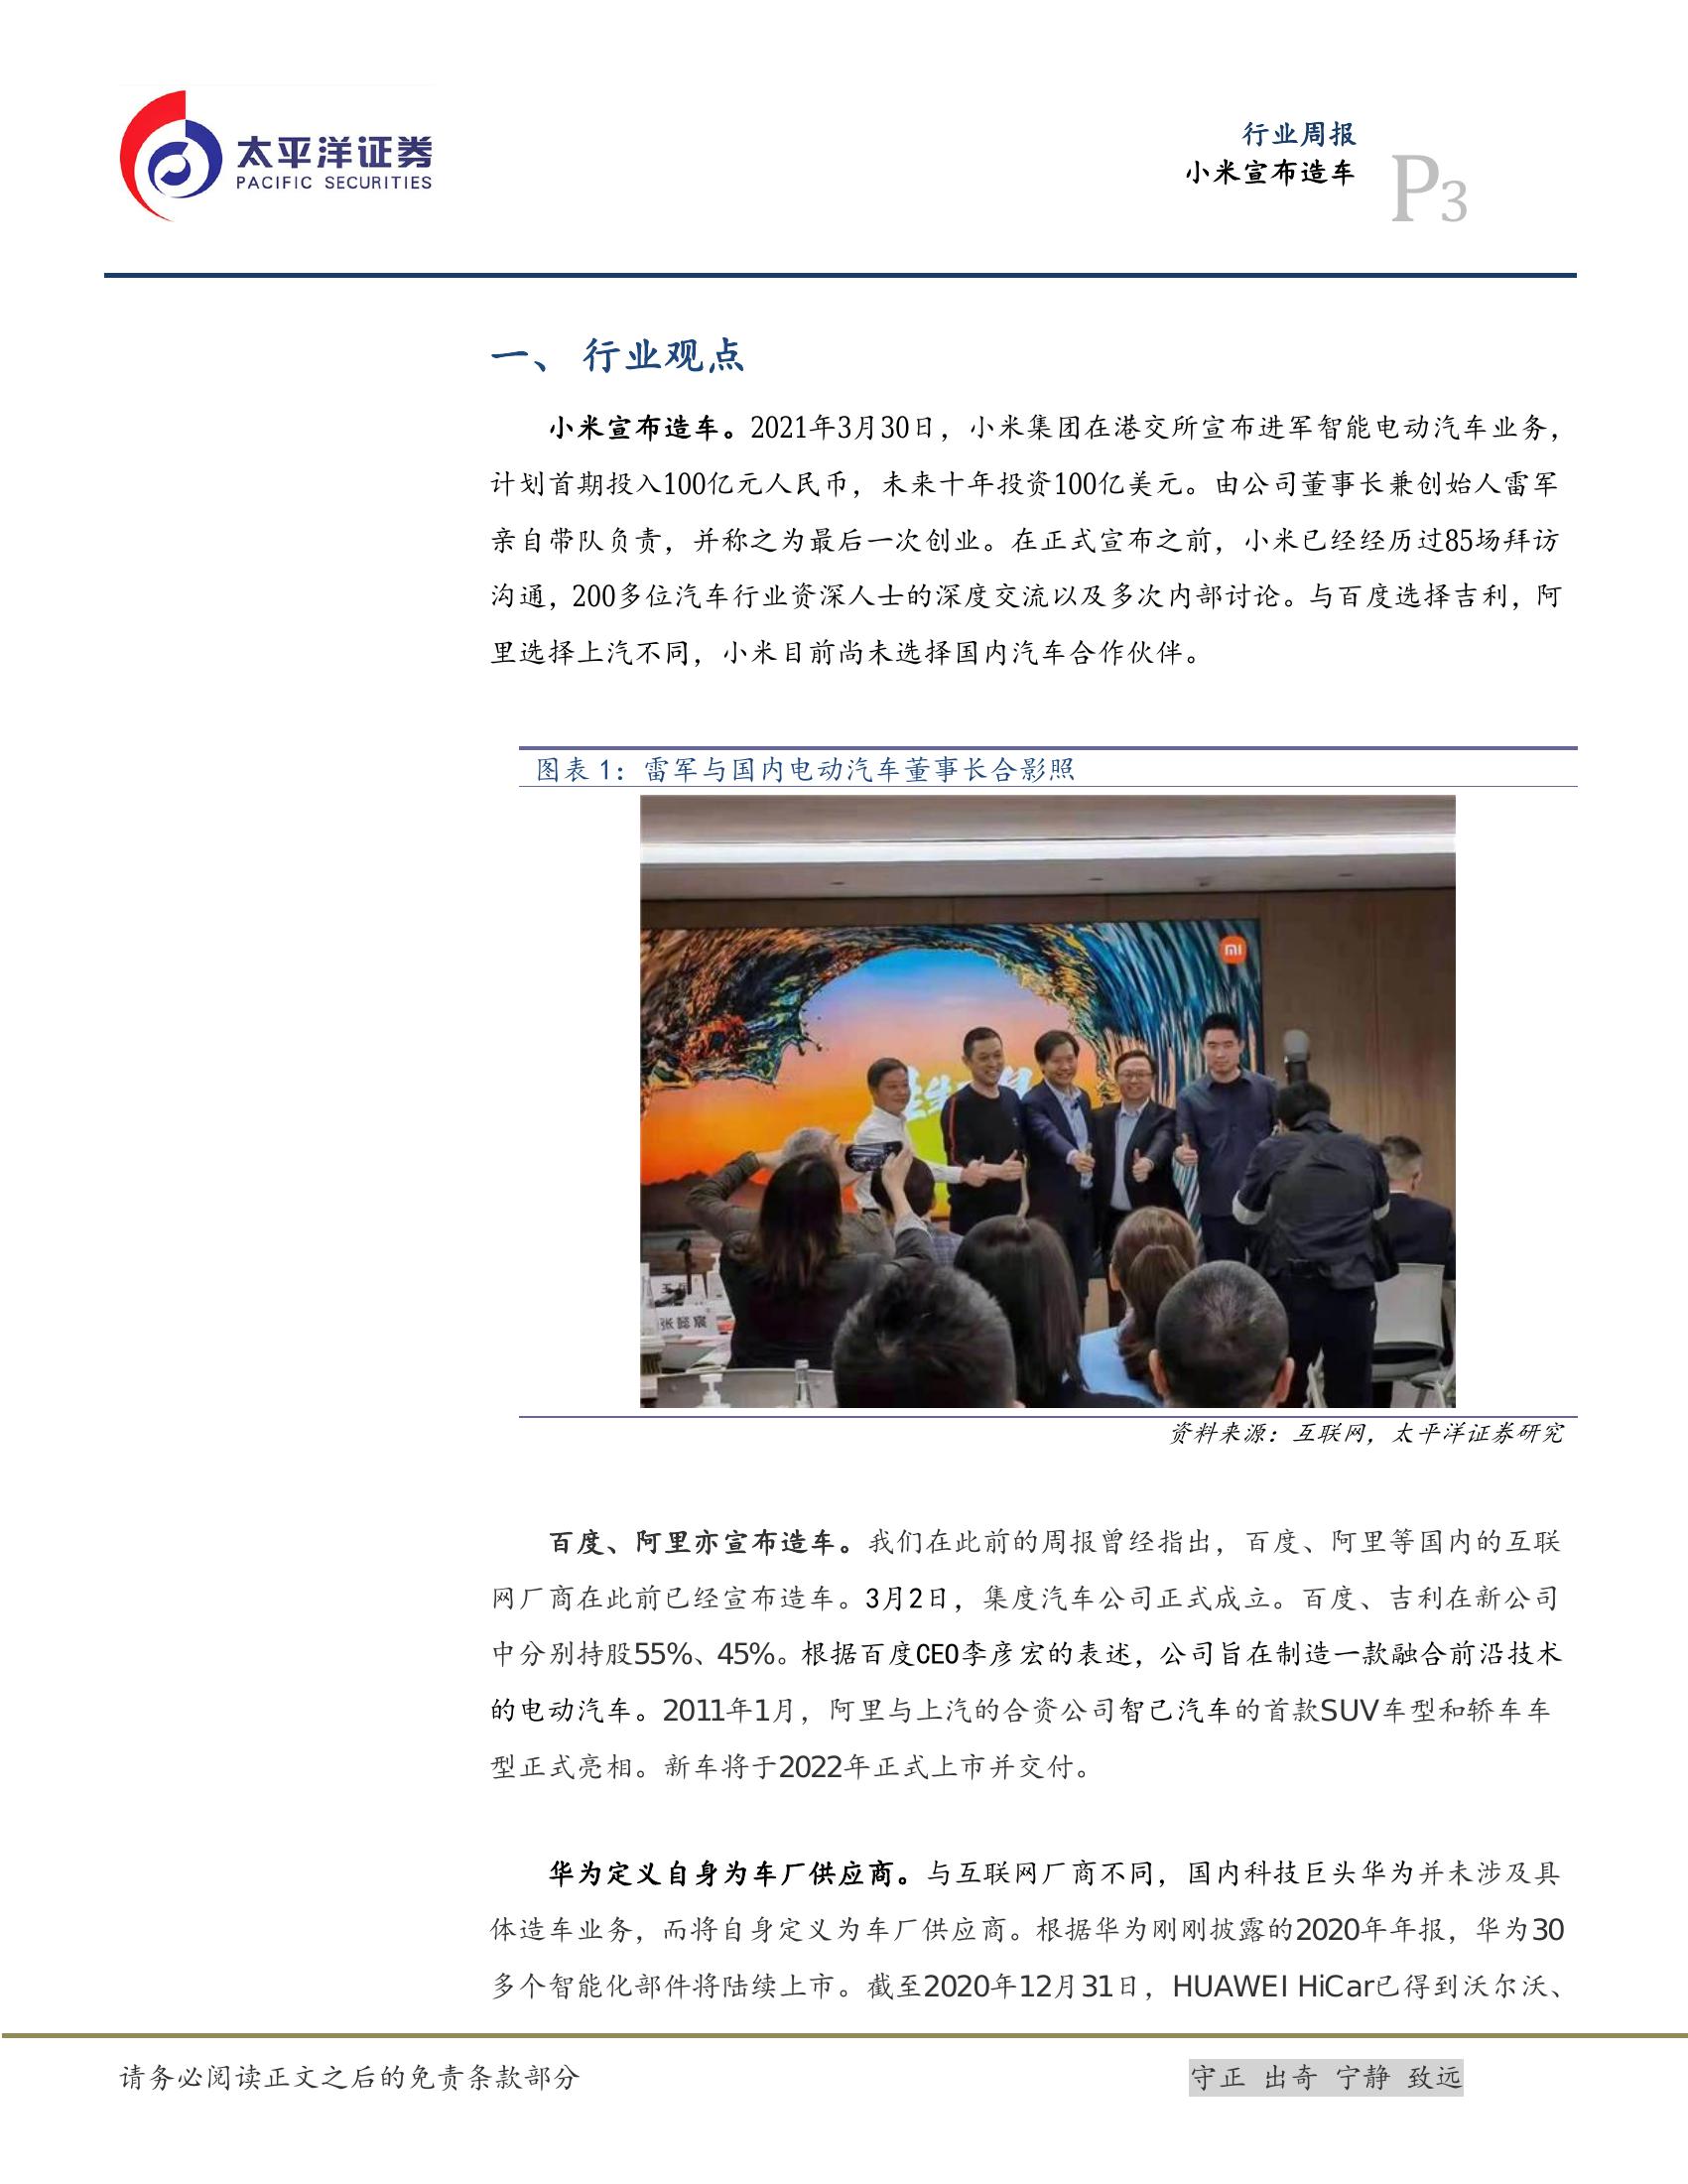 太平洋证券
PACIFIC SECURITIES
行业周报
小米宣布造车
P3
一、 行业观点
小米宣布造车。2021年3月30日，小米集团在港交所宣布进军智能电动汽车业务，
计划首期投入100亿元人民币，未来十年投资100亿美元。由公司董事长兼创始人雷军
亲自带队负责，并称之为最后一次创业。在正式宣布之前，小米已经经历过85场拜访
沟通，200多位汽车行业资深人士的深度交流以及多次内部讨论。与百度选择吉利，阿
里选择上汽不同，小米目前尚未选择国内汽车合作伙伴。
图表 1：雷军与国内电动汽车董事长合影照
mi
张懿宸
资料来源：互联网，太平洋证券研究
百度、阿里亦宣布造车。我们在此前的周报曾经指出，百度、阿里等国内的互联
网厂商在此前已经宣布造车。3月2日，集度汽车公司正式成立。百度、吉利在新公司
中分别持股55%、45%。根据百度CEO李彦宏的表述，公司旨在制造一款融合前沿技术
的电动汽车。2011年1月，阿里与上汽的合资公司智己汽车的首款SUV车型和轿车车
型正式亮相。新车将于2022年正式上市并交付。
华为定义自身为车厂供应商。与互联网厂商不同，国内科技巨头华为并未涉及具
体造车业务，而将自身定义为车厂供应商。根据华为刚刚披露的2020年年报，华为30
多个智能化部件将陆续上市。截至2020年12月31日，HUAWEI HiCar已得到沃尔沃、
请务必阅读正文之后的免责条款部分
守正 出奇 宁静 致远